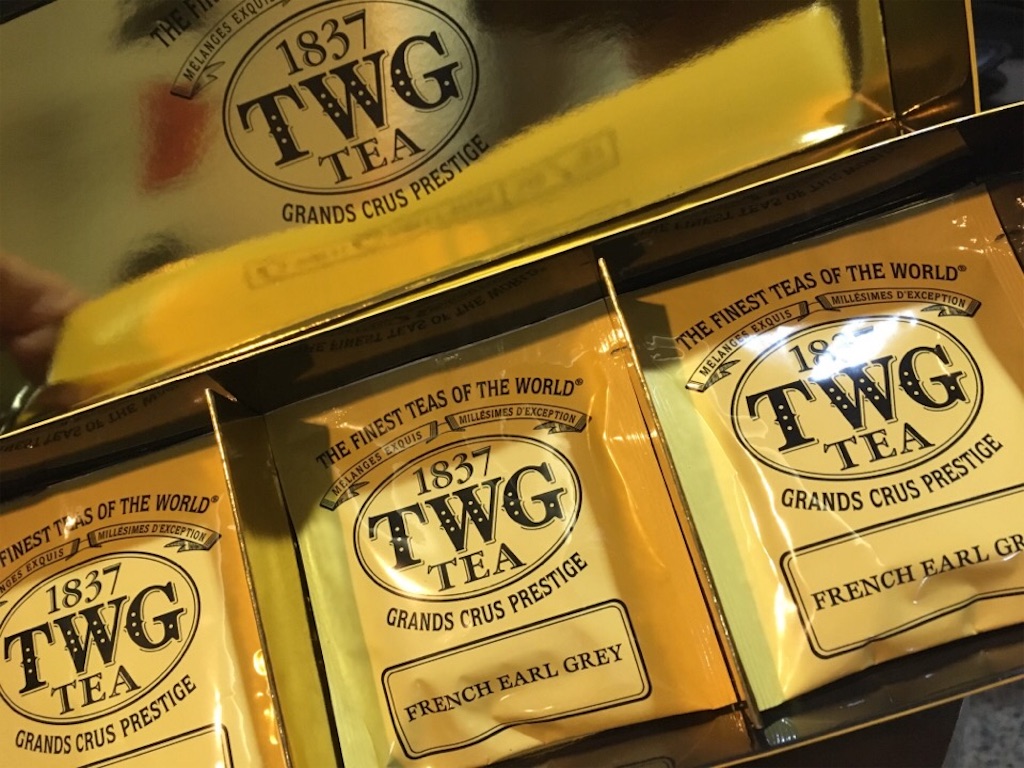 THE FINEST
MÉLANGES EXQUIS
1837
TWG
TEA
GRANDS CRUS PRESTIGE
FINEST TEAS OF THE WORLD®
MÉLANGES EXQUIS MILLÉSIMES D'EXCEPTION
1837
TWG
TEA
GRANDS CRUS PRESTIGE
THE FINEST TEAS OF THE WORLD®
MÉLANGES EXQUIS MILLÉSIMES D'EXCEPTION
1837
TWG
TEA
GRANDS CRUS PRESTIGE
FRENCH EARL GREY
THE FINEST TEAS OF THE WORLD®
MÉLANGES EXQUIS MILLÉSIMES D'EXCEPTION
TWG
TEA
GRANDS CRUS PRESTIGE
FRENCH EARL GR